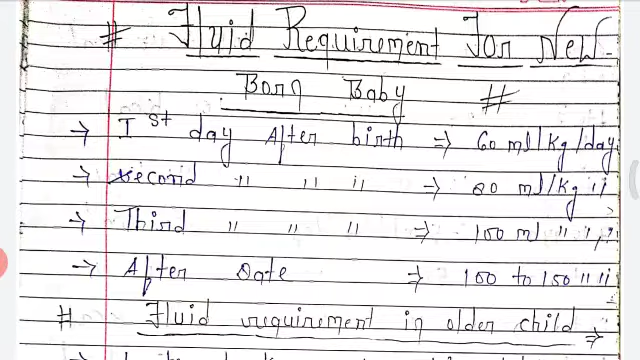 # Fluid Requirement For New-
Born Baby #
→ Ist day After birth ⇒ 60 ml/kg/day
→ second " " " ⇒ 80 ml/kg "
→ Third " " " ⇒ 100 ml " "
→ After Date ⇒ 100 to 150 " "
# Fluid requirement in older child ⇒